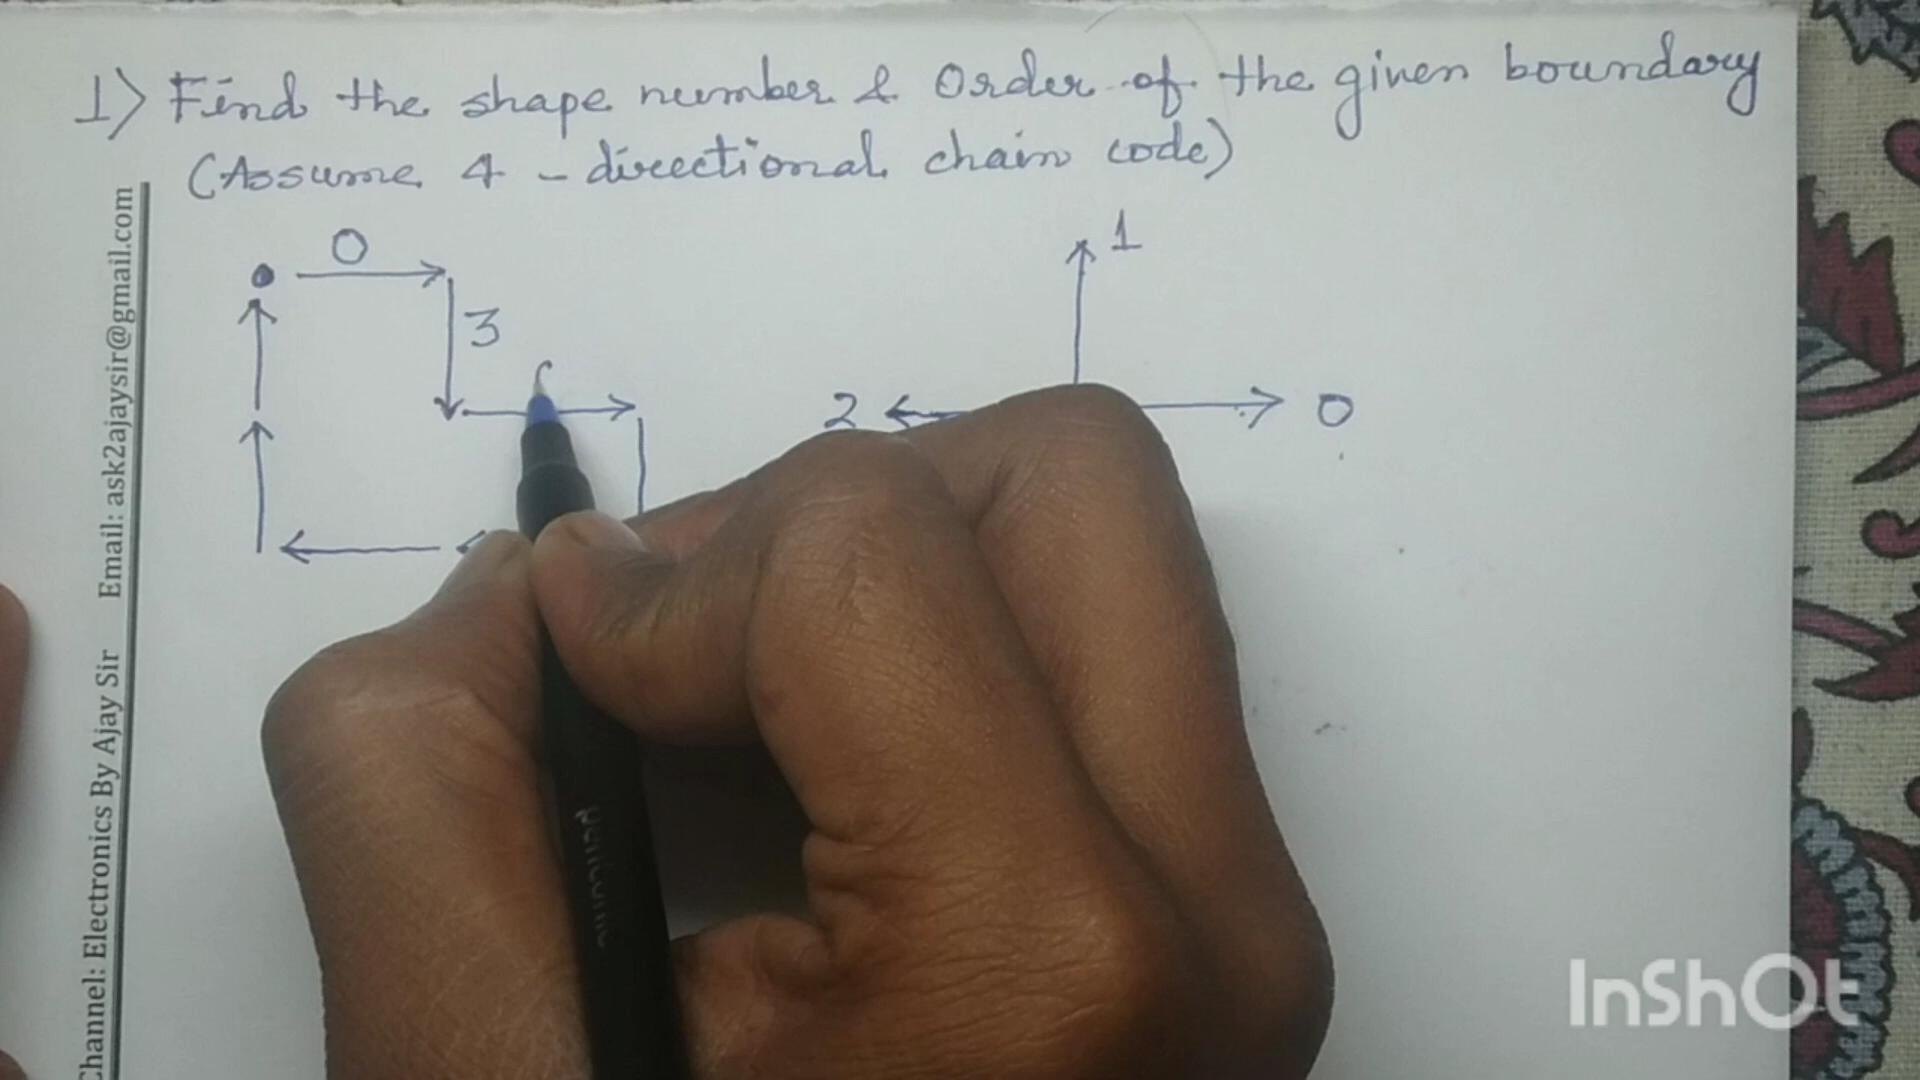 1) Find the shape number & Order of the given boundary
(Assume 4 - directional chain code)
0
1
3
2
0
Channel: Electronics By Ajay Sir Email: ask2ajaysir@gmail.com
InShOt